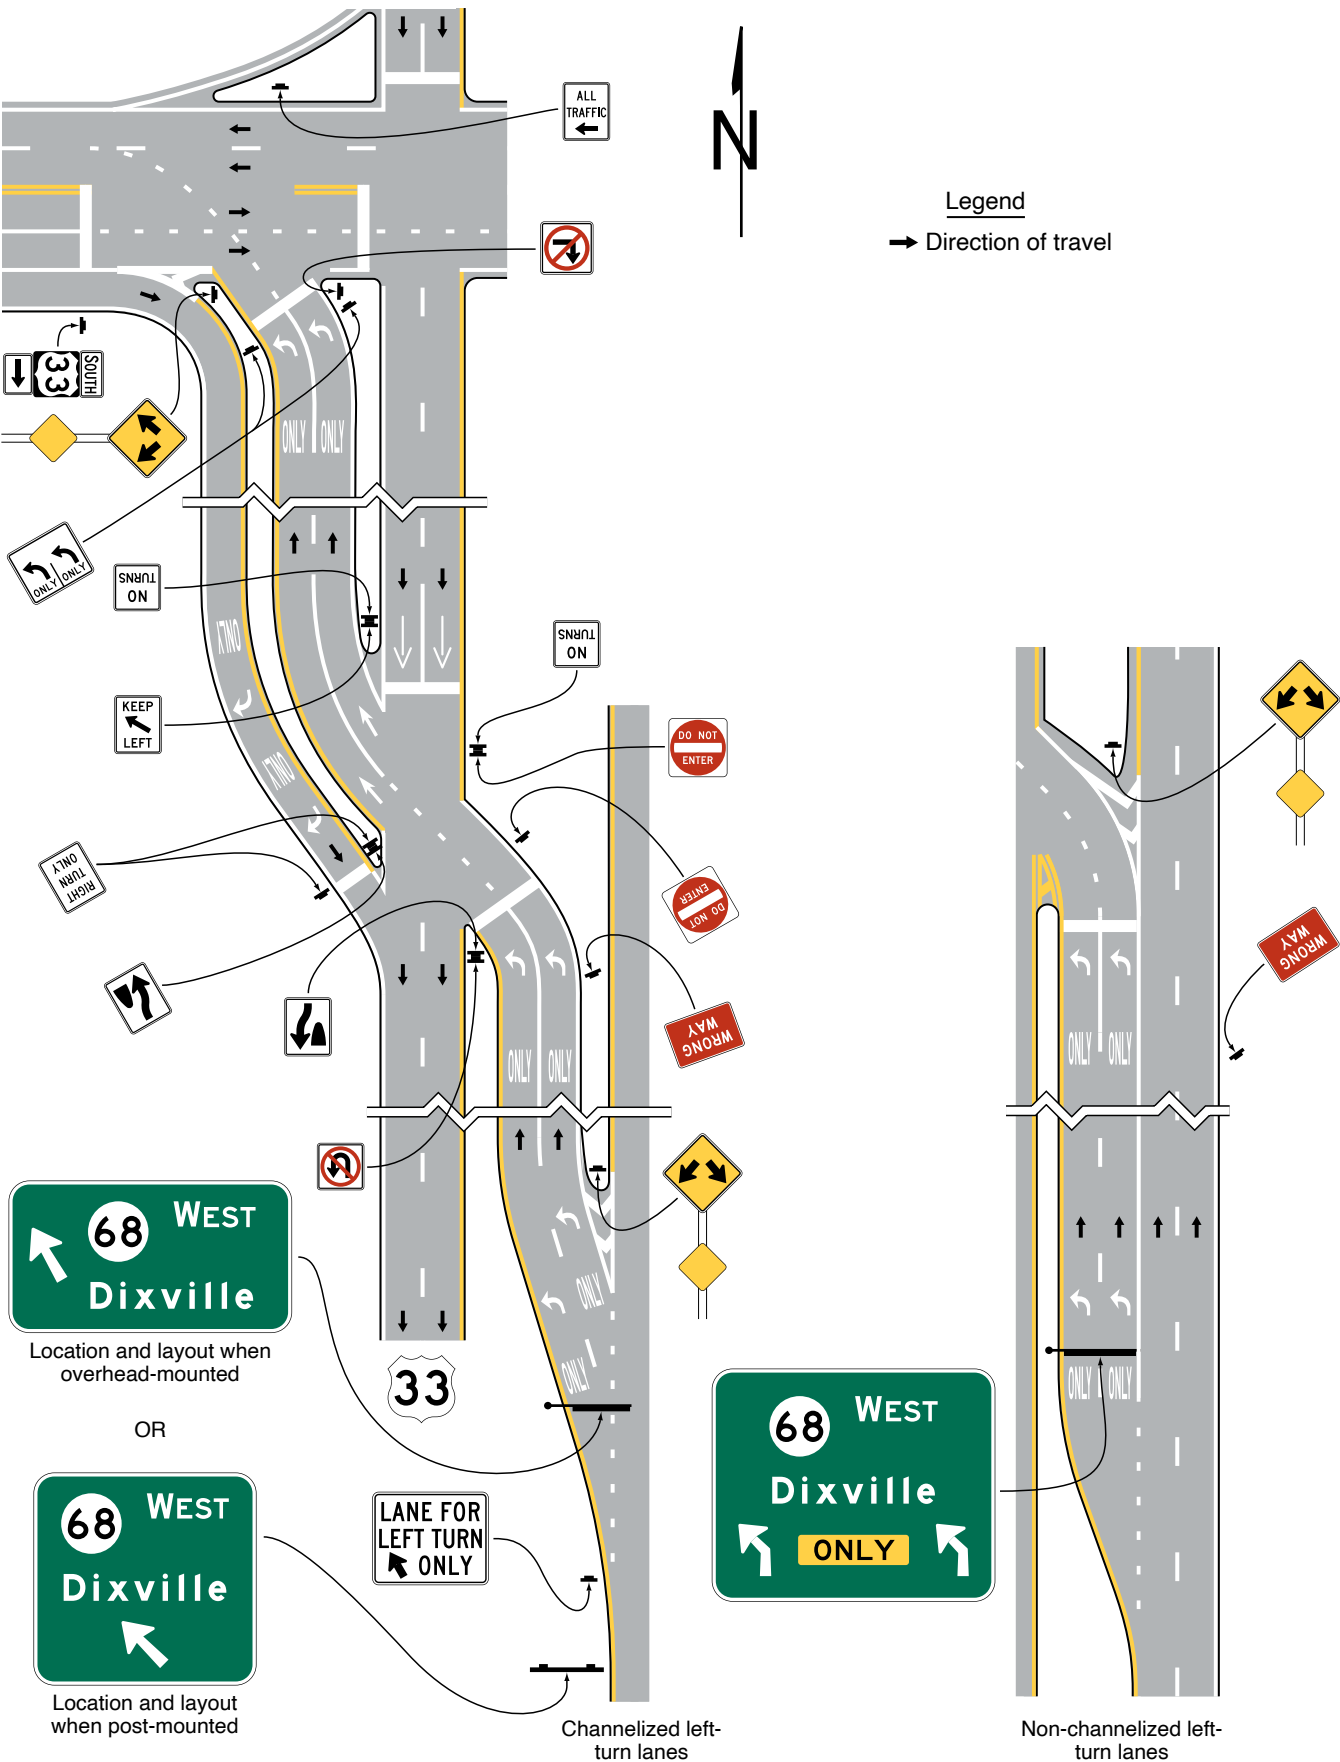 ALL
TRAFFIC
N
Legend
Direction of travel
SOUTH
33
ONLY ONLY
ONLY ONLY
NO
TURNS
ONLY
NO
TURNS
KEEP
LEFT
DO NOT
ENTER
ONLY
RIGHT
TURN
ONLY
DO NOT
ENTER
WRONG
WAY
WRONG
WAY
ONLY ONLY
ONLY ONLY
68 WEST
Dixville
Location and layout when
overhead-mounted
OR
ONLY
ONLY
33
ONLY ONLY
68 WEST
Dixville
ONLY
68 WEST
Dixville
Location and layout
when post-mounted
LANE FOR
LEFT TURN
ONLY
Channelized left-
turn lanes
Non-channelized left-
turn lanes